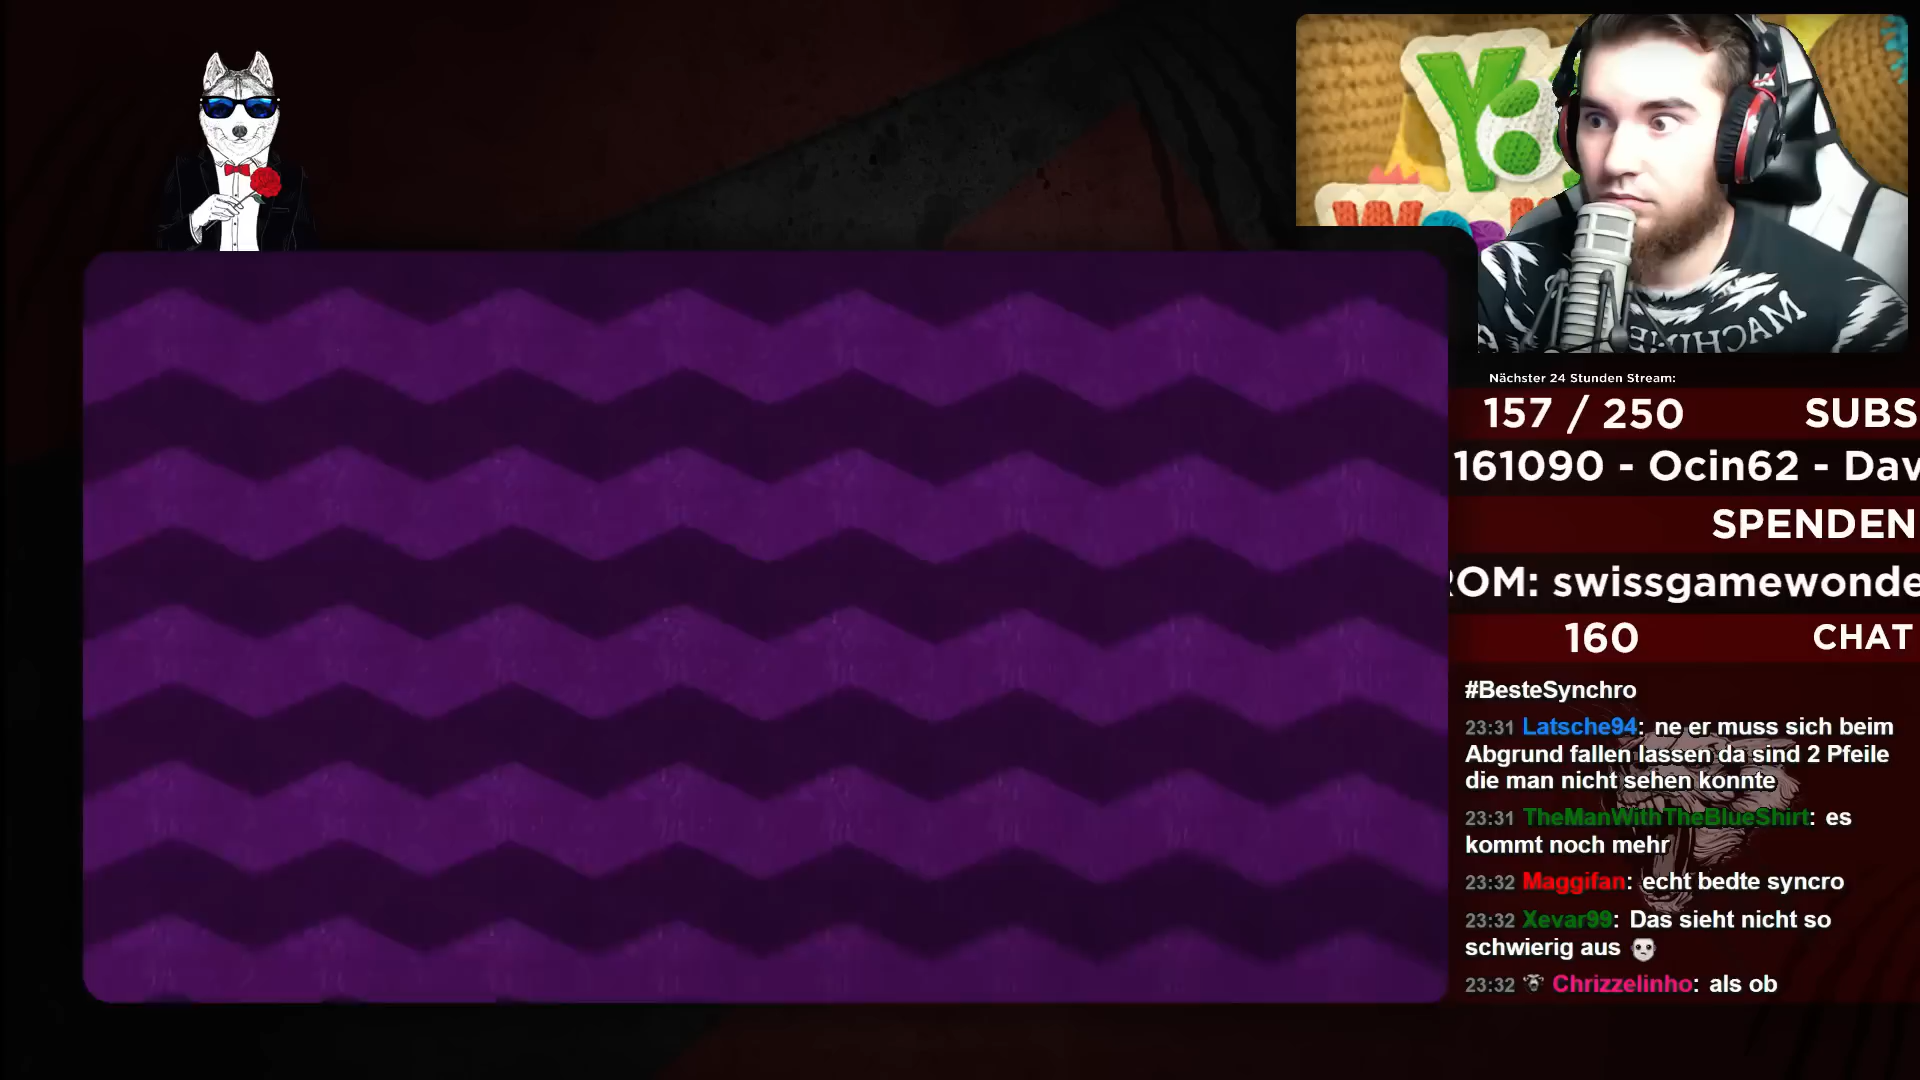 Nächster 24 Stunden Stream:
157 / 250 SUBS
161090 - Ocin62 - Dav
SPENDEN
ROM: swissgamewonde
160 CHAT
#BesteSynchro
23:31 Latsche94: ne er muss sich beim
Abgrund fallen lassen da sind 2 Pfeile
die man nicht sehen konnte
23:31 TheManWithTheBlueShirt: es
kommt noch mehr
23:32 Maggifan: echt bedte syncro
23:32 Xevar99: Das sieht nicht so
schwierig aus
23:32 Chrizzelinho: als ob